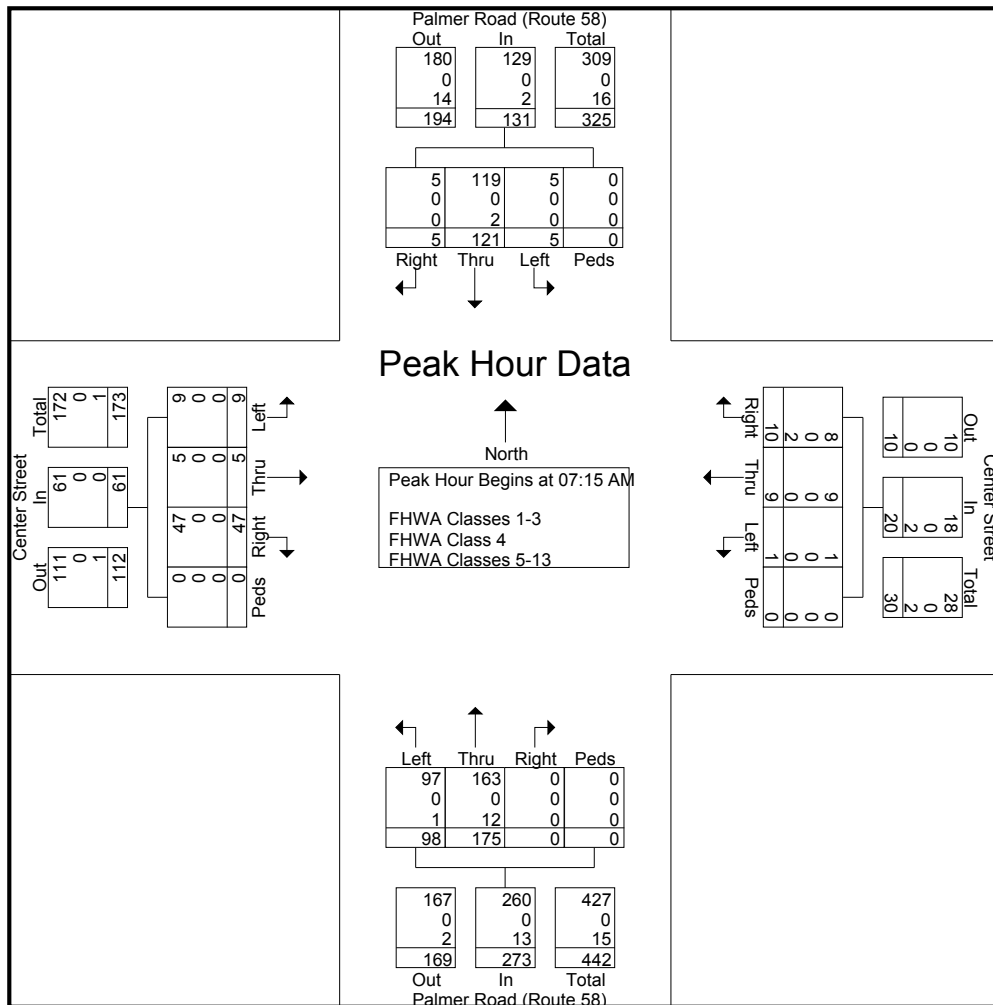 Palmer Road (Route 58)
Out In Total
180 129 309
0 0 0
14 2 16
194 131 325
5 119 5 0
0 0 0 0
0 2 0 0
5 121 5 0
Right Thru Left Peds
Peak Hour Data
North
Peak Hour Begins at 07:15 AM
FHWA Classes 1-3
FHWA Class 4
FHWA Classes 5-13
Center Street
Out In Total
111 61 172
0 0 0
1 0 1
112 61 173
9 5 47 0
0 0 0 0
0 0 0 0
9 5 47 0
Left Thru Right Peds
Center Street
Out In Total
10 18 28
0 0 0
0 2 2
10 20 30
8 9 1 0
0 0 0 0
2 0 0 0
10 9 1 0
Right Thru Left Peds
Left Thru Right Peds
97 163 0 0
0 0 0 0
1 12 0 0
98 175 0 0
167 260 427
0 0 0
2 13 15
169 273 442
Out In Total
Palmer Road (Route 58)